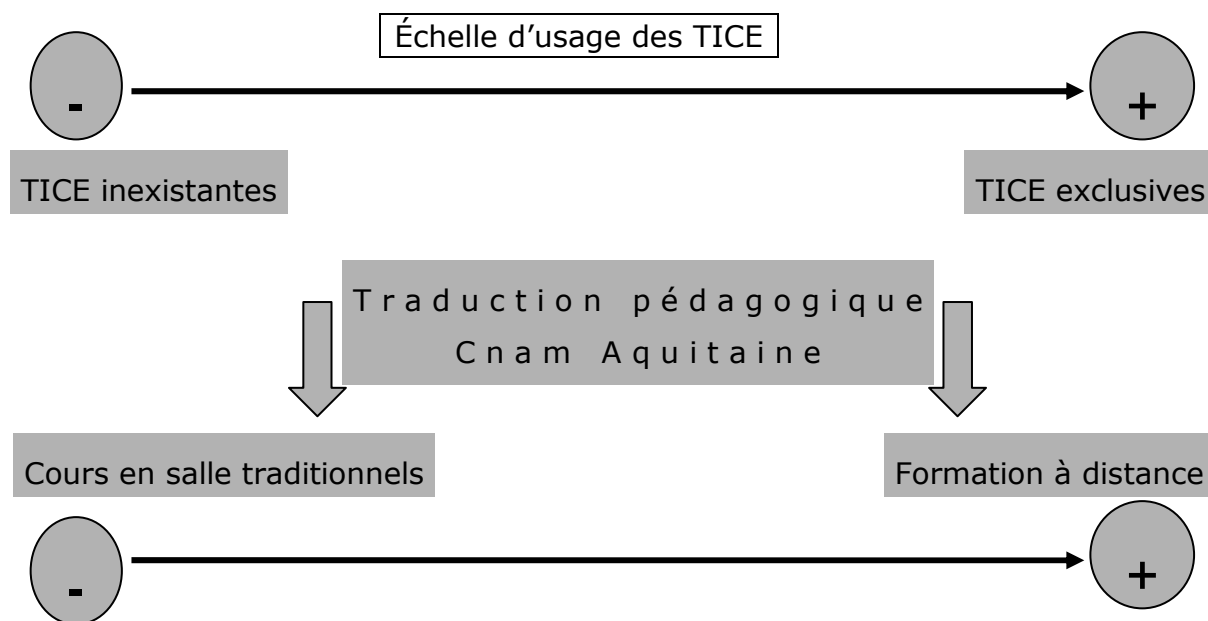 Échelle d’usage des TICE
-
+
TICE inexistantes
TICE exclusives
Traduction pédagogique
Cnam Aquitaine
Cours en salle traditionnels
Formation à distance
-
+